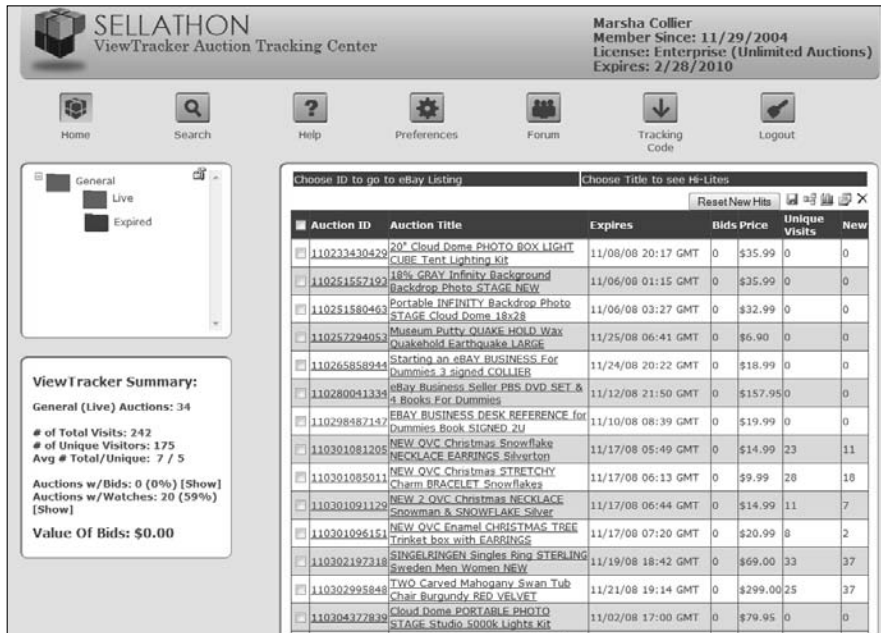 SELLATHON
ViewTracker Auction Tracking Center
Marsha Collier
Member Since: 11/29/2004
License: Enterprise (Unlimited Auctions)
Expires: 2/28/2010
Home
Search
Help
Preferences
Forum
Tracking
Code
Logout
General
Live
Expired
ViewTracker Summary:
General (Live) Auctions: 34
# of Total Visits: 242
# of Unique Visitors: 175
Avg # Total/Unique: 7 / 5
Auctions w/Bids: 0 (0%) [Show]
Auctions w/Watches: 20 (59%)
[Show]
Value Of Bids: $0.00
Choose ID to go to eBay Listing Choose Title to see Hi-Lites
Reset New Hits
Auction ID Auction Title Expires Bids Price Unique Visits New
110233430429 20" Cloud Dome PHOTO BOX LIGHT 11/08/08 20:17 GMT 0 $35.99 0 0
CUBE Tent Lighting Kit
110251557193 18% GRAY Infinity Background 11/06/08 01:15 GMT 0 $35.99 0 0
Backdrop Photo STAGE NEW
110251580463 Portable INFINITY Backdrop Photo 11/06/08 03:27 GMT 0 $32.99 0 0
STAGE Cloud Dome 18x28
110257294053 Museum Putty QUAKE HOLD Wax 11/25/08 06:41 GMT 0 $6.90 0 0
Quakehold Earthquake LARGE
110265858944 Starting an eBAY BUSINESS For 11/24/08 20:22 GMT 0 $18.99 0 0
Dummies 3 signed COLLIER
110280041334 eBay Business Seller PBS DVD SET & 11/12/08 21:50 GMT 0 $157.95 0 0
4 Books For Dummies
110298487147 EBAY BUSINESS DESK REFERENCE for 11/10/08 08:39 GMT 0 $19.99 0 0
Dummies Book SIGNED 2U
110301081205 NEW QVC Christmas Snowflake 11/17/08 05:49 GMT 0 $14.99 23 11
NECKLACE EARRINGS Silverton
110301085011 NEW QVC Christmas STRETCHY 11/17/08 06:13 GMT 0 $9.99 28 18
Charm BRACELET Snowflakes
110301091129 NEW 2 QVC Christmas NECKLACE 11/17/08 06:44 GMT 0 $14.99 11 7
Snowman & SNOWFLAKE Silver
110301096151 NEW QVC Enamel CHRISTMAS TREE 11/17/08 07:20 GMT 0 $20.99 8 2
Trinket box with EARRINGS
110302197318 SINGELRINGEN Singles Ring STERLING 11/19/08 18:42 GMT 0 $69.00 33 37
Sweden Men Women NEW
110302995848 TWO Carved Mahogany Swan Tub 11/21/08 19:14 GMT 0 $299.00 25 37
Chair Burgundy RED VELVET
110304377839 Cloud Dome PORTABLE PHOTO 11/02/08 17:00 GMT 0 $79.95 0 0
STAGE Studio 5000k Lights Kit